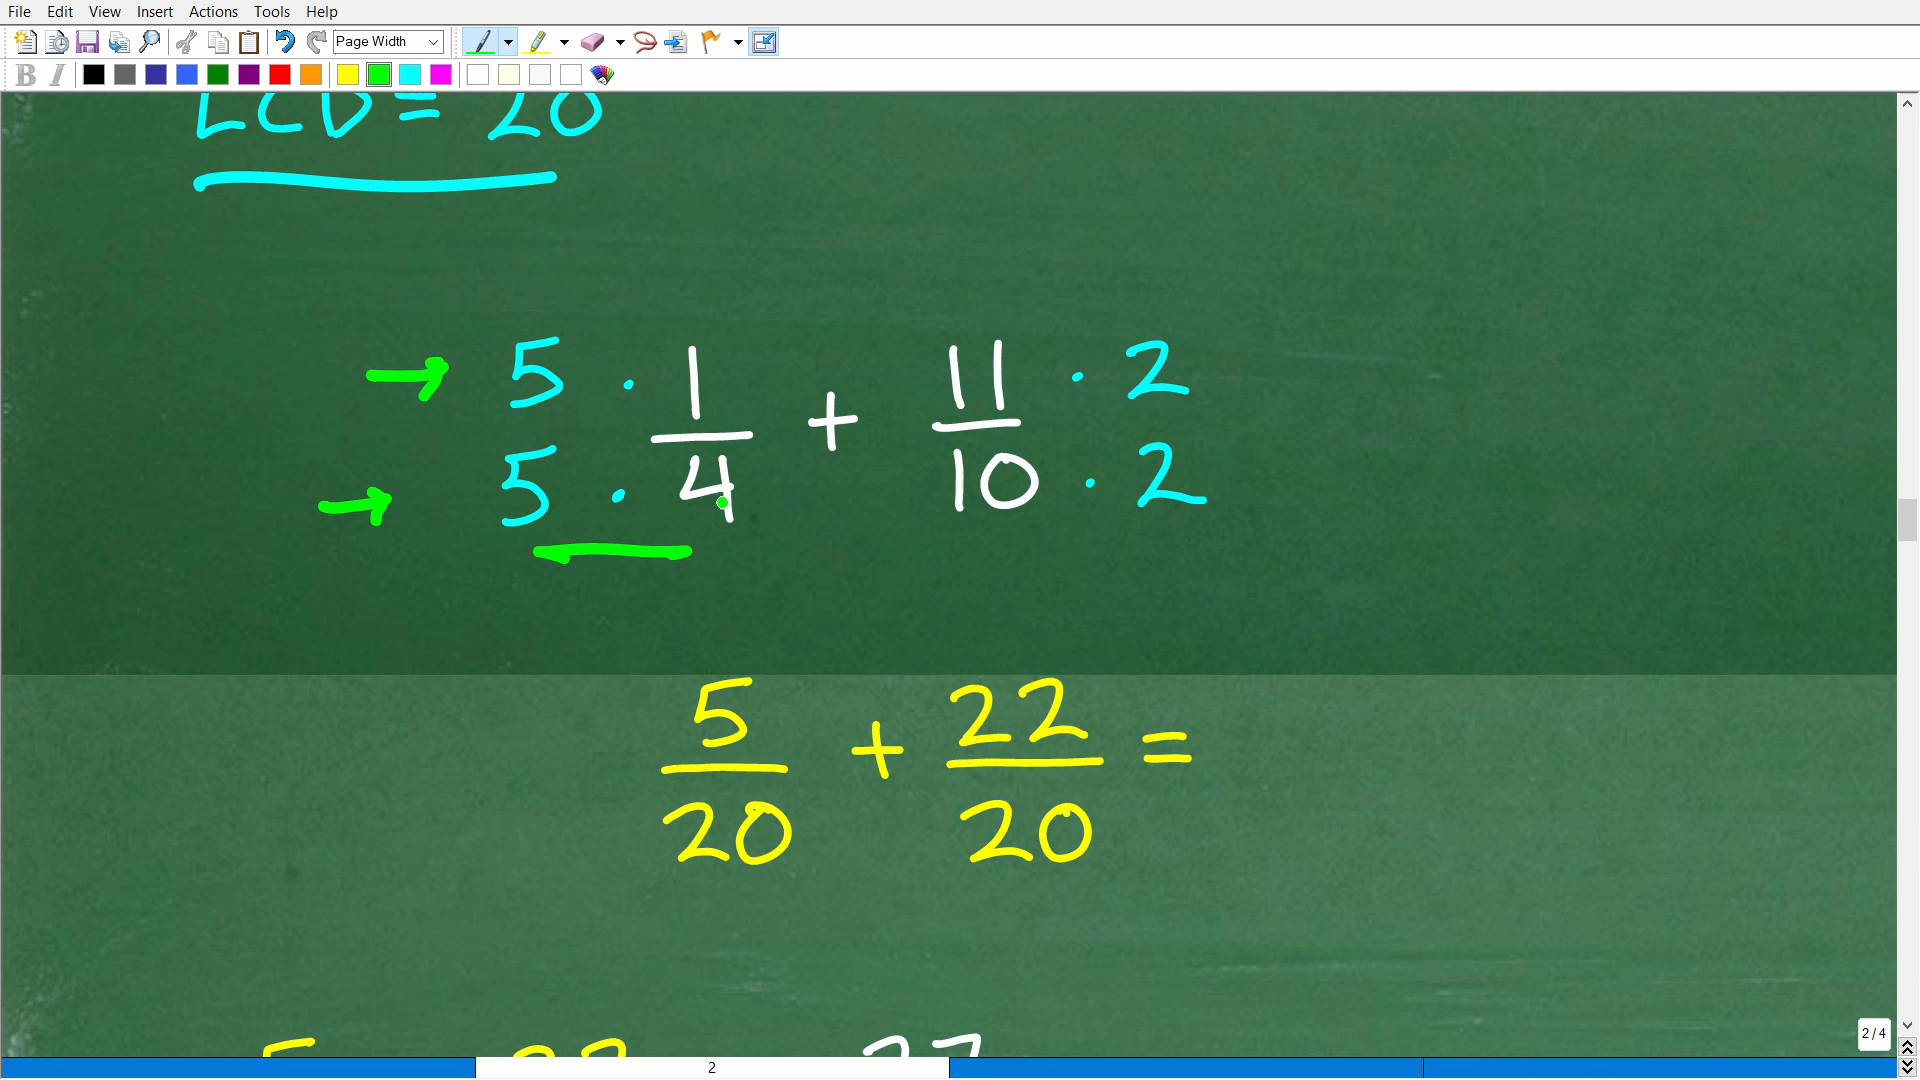 File Edit View Insert Actions Tools Help
Page Width
B I
LCD = 20
→ 5 · 1 + 11 · 2
→ 5 · 4 10 · 2
5 + 22 =
20 20
2/4
2